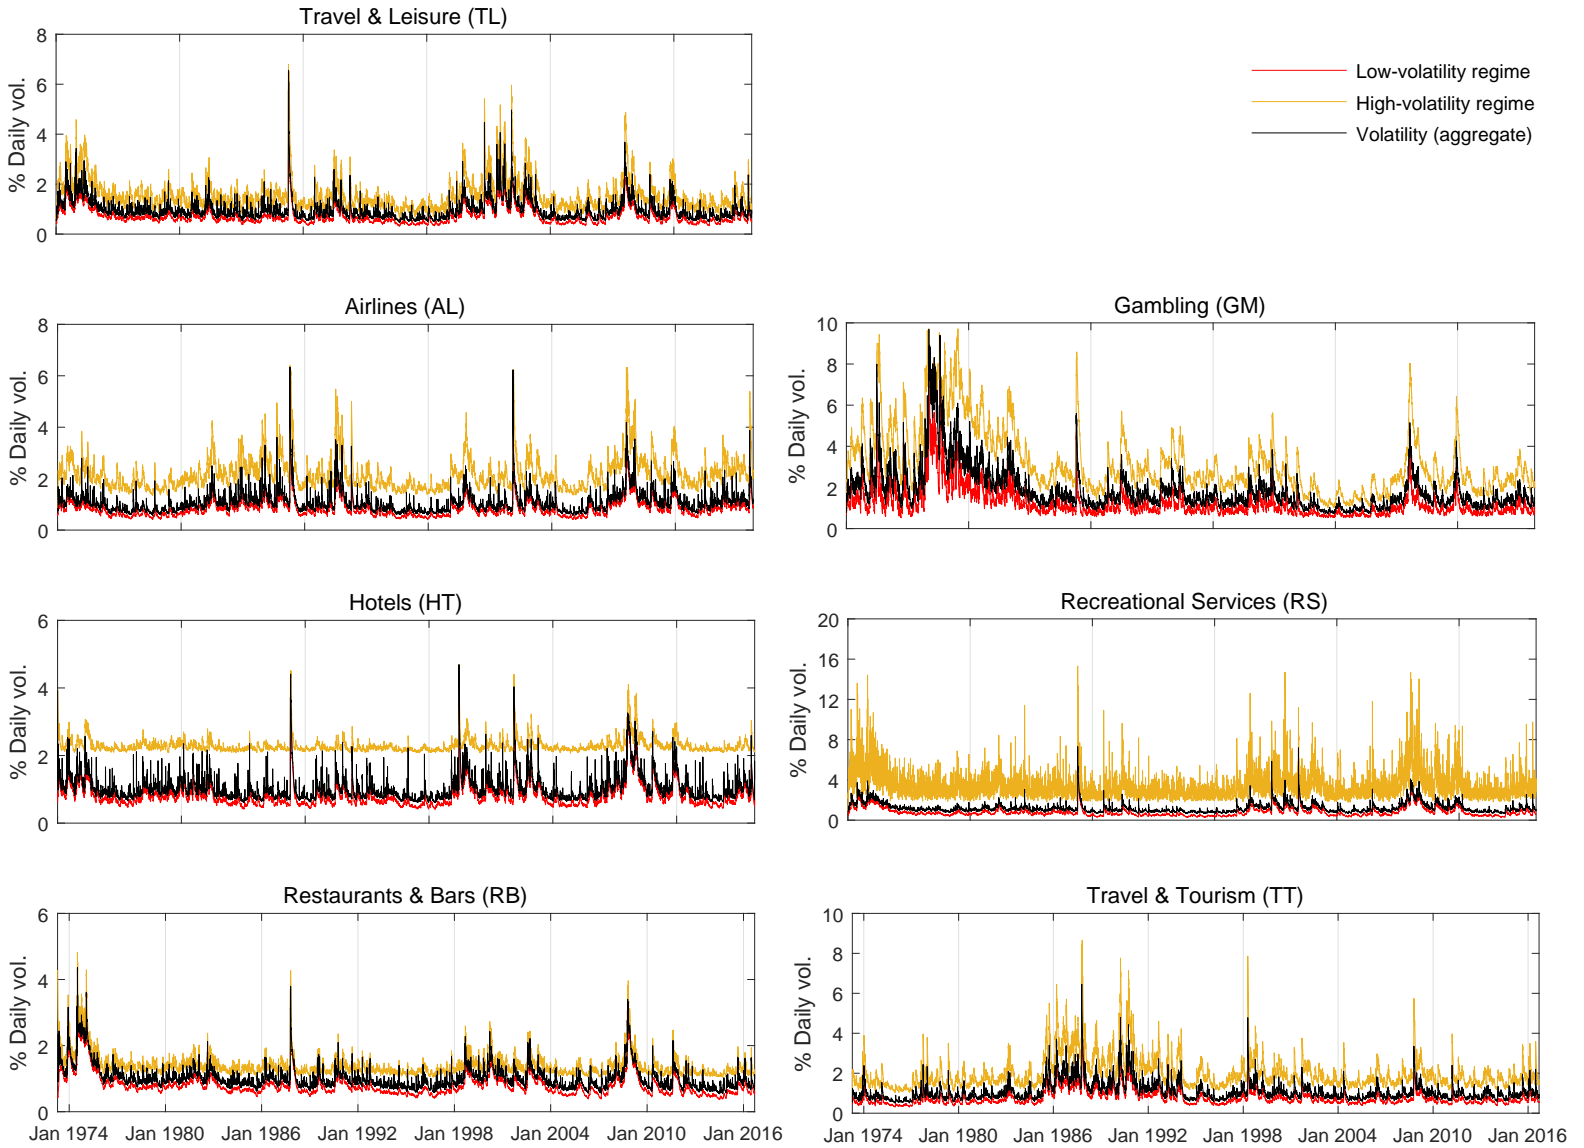 Travel & Leisure (TL)
% Daily vol.
8
6
4
2
0
Low-volatility regime
High-volatility regime
Volatility (aggregate)
Airlines (AL)
% Daily vol.
8
6
4
2
0
Gambling (GM)
% Daily vol.
10
8
6
4
2
0
Hotels (HT)
% Daily vol.
6
4
2
0
Recreational Services (RS)
% Daily vol.
20
16
12
8
4
0
Restaurants & Bars (RB)
% Daily vol.
6
4
2
0
Jan 1974 Jan 1980 Jan 1986 Jan 1992 Jan 1998 Jan 2004 Jan 2010 Jan 2016
Travel & Tourism (TT)
% Daily vol.
10
8
6
4
2
0
Jan 1974 Jan 1980 Jan 1986 Jan 1992 Jan 1998 Jan 2004 Jan 2010 Jan 2016